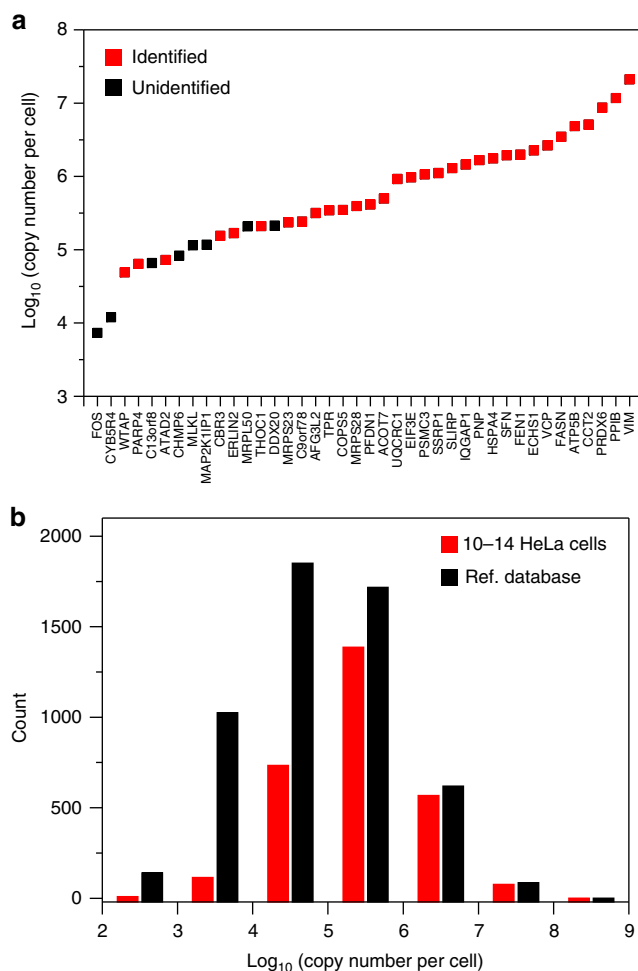 a
8
7
6
5
4
3
Log10 (copy number per cell)
Identified
Unidentified
FOS
CYB5R4
WTAP
PARP4
C13orf8
ATAD2
CHMP6
MLKL
MAP2K1IP1
CBR3
ERLIN2
MRPL50
THOC1
DDX20
MRPS23
C9orf78
AFG3L2
TPR
COPS5
MRPS28
PFDN1
ACOT7
UQCRC1
EIF3E
PSMC3
SSRP1
SLIRP
IQGAP1
PNP
HSPA4
SFN
FEN1
ECHS1
VCP
FASN
ATP5B
CCT2
PRDX6
PPIB
VIM
b
2000
1500
1000
500
0
Count
10–14 HeLa cells
Ref. database
2 3 4 5 6 7 8 9
Log10 (copy number per cell)